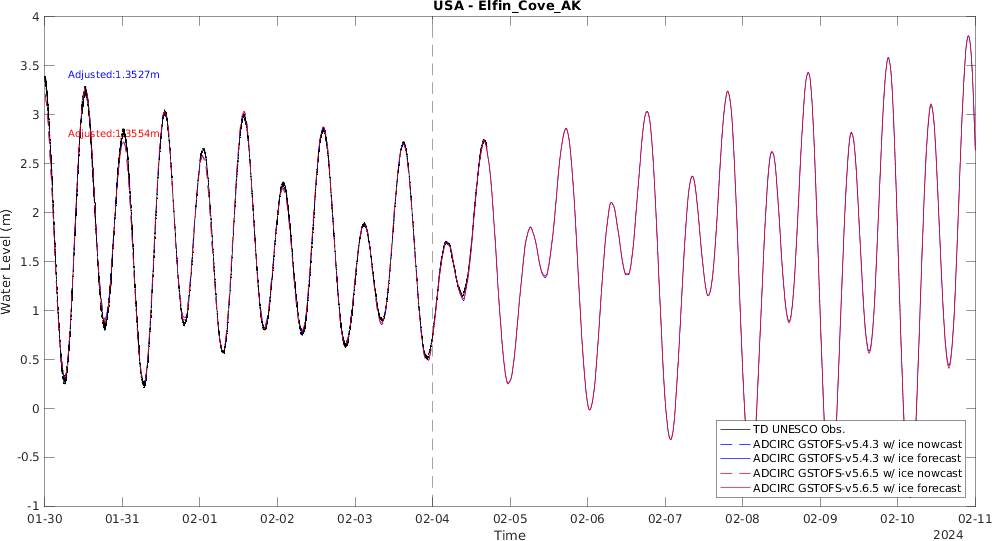 USA - Elfin_Cove_AK
Water Level (m)
4
3.5
3
2.5
2
1.5
1
0.5
0
-0.5
-1
Adjusted:1.3527m
Adjusted:1.3554m
TD UNESCO Obs.
ADCIRC GSTOFS-v5.4.3 w/ ice nowcast
ADCIRC GSTOFS-v5.4.3 w/ ice forecast
ADCIRC GSTOFS-v5.6.5 w/ ice nowcast
ADCIRC GSTOFS-v5.6.5 w/ ice forecast
01-30 01-31 02-01 02-02 02-03 02-04 02-05 02-06 02-07 02-08 02-09 02-10 02-11
Time
2024